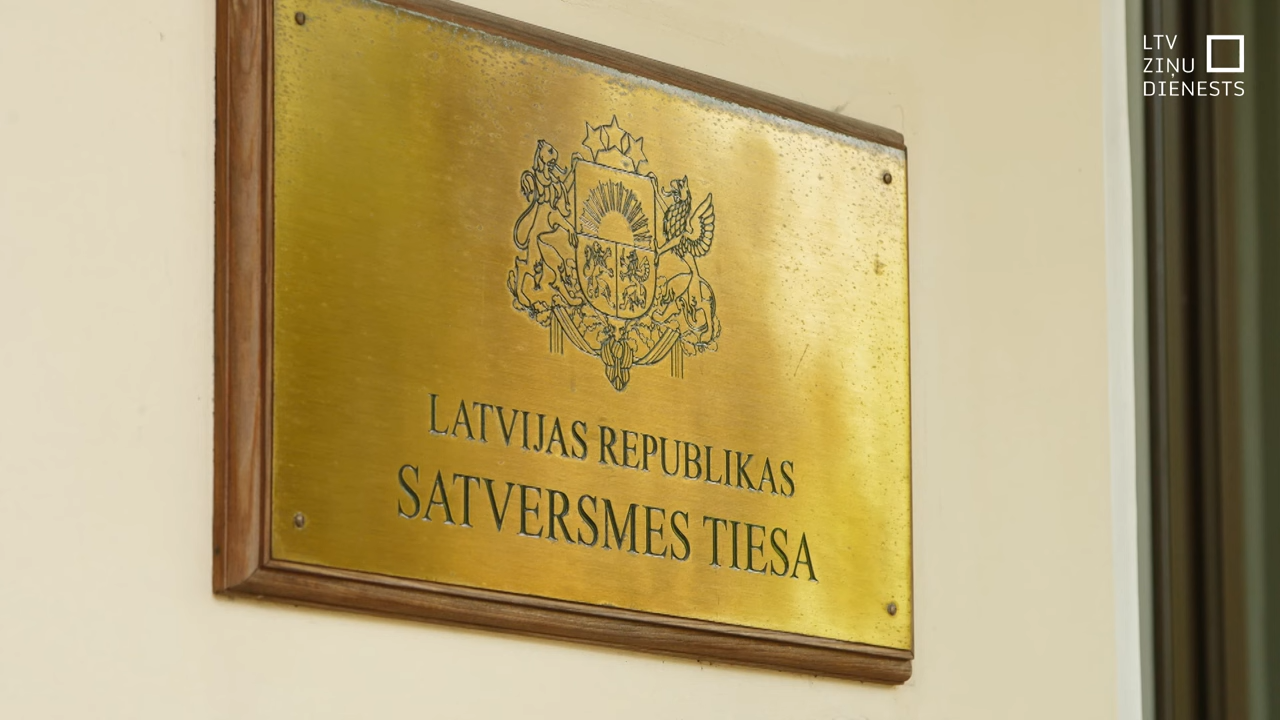 LTV
ZIŅU
DIENESTS
LATVIJAS REPUBLIKAS
SATVERSMES TIESA